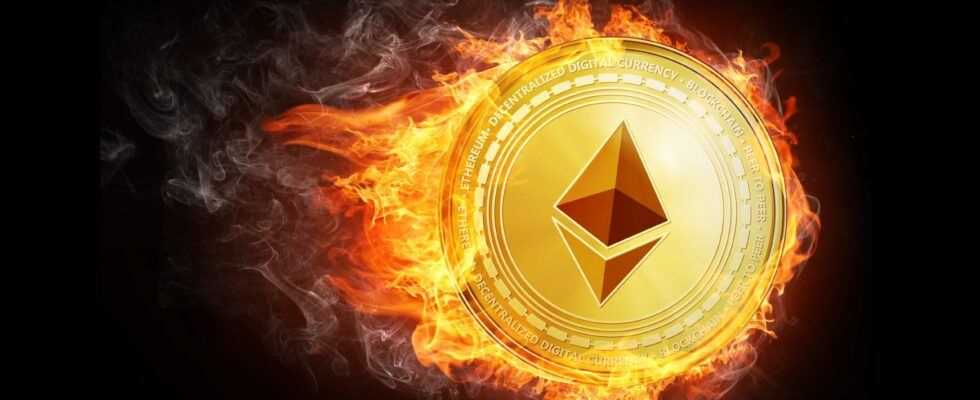 ETHEREUM • DECENTRALIZED DIGITAL CURRENCY • BLOCKCHAIN • PEER TO PEER •
DECENTRALIZED DIGITAL CURRENCY • BLOCKCHAIN • PEER TO PEER